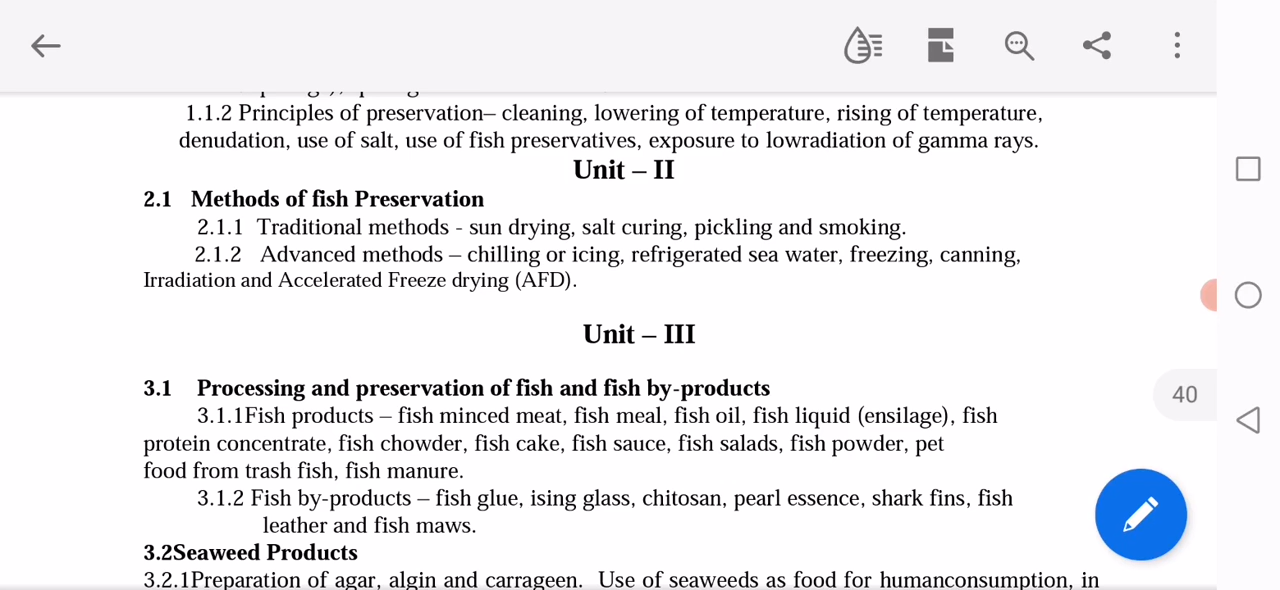 1.1.2 Principles of preservation– cleaning, lowering of temperature, rising of temperature,
denudation, use of salt, use of fish preservatives, exposure to lowradiation of gamma rays.
Unit – II
2.1 Methods of fish Preservation
2.1.1 Traditional methods - sun drying, salt curing, pickling and smoking.
2.1.2 Advanced methods – chilling or icing, refrigerated sea water, freezing, canning,
Irradiation and Accelerated Freeze drying (AFD).
Unit – III
3.1 Processing and preservation of fish and fish by-products
40
3.1.1Fish products – fish minced meat, fish meal, fish oil, fish liquid (ensilage), fish
protein concentrate, fish chowder, fish cake, fish sauce, fish salads, fish powder, pet
food from trash fish, fish manure.
3.1.2 Fish by-products – fish glue, ising glass, chitosan, pearl essence, shark fins, fish
leather and fish maws.
3.2Seaweed Products
3.2.1Preparation of agar, algin and carrageen. Use of seaweeds as food for humanconsumption, in